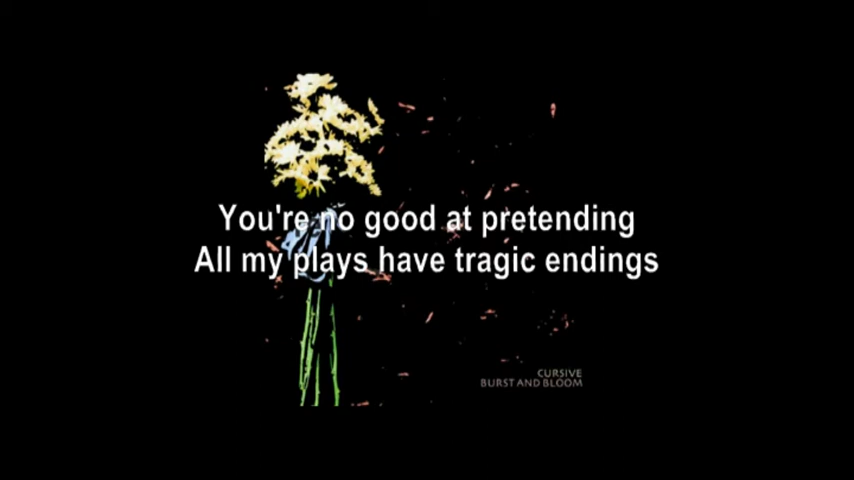 You're no good at pretending
All my plays have tragic endings
CURSIVE
BURST AND BLOOM